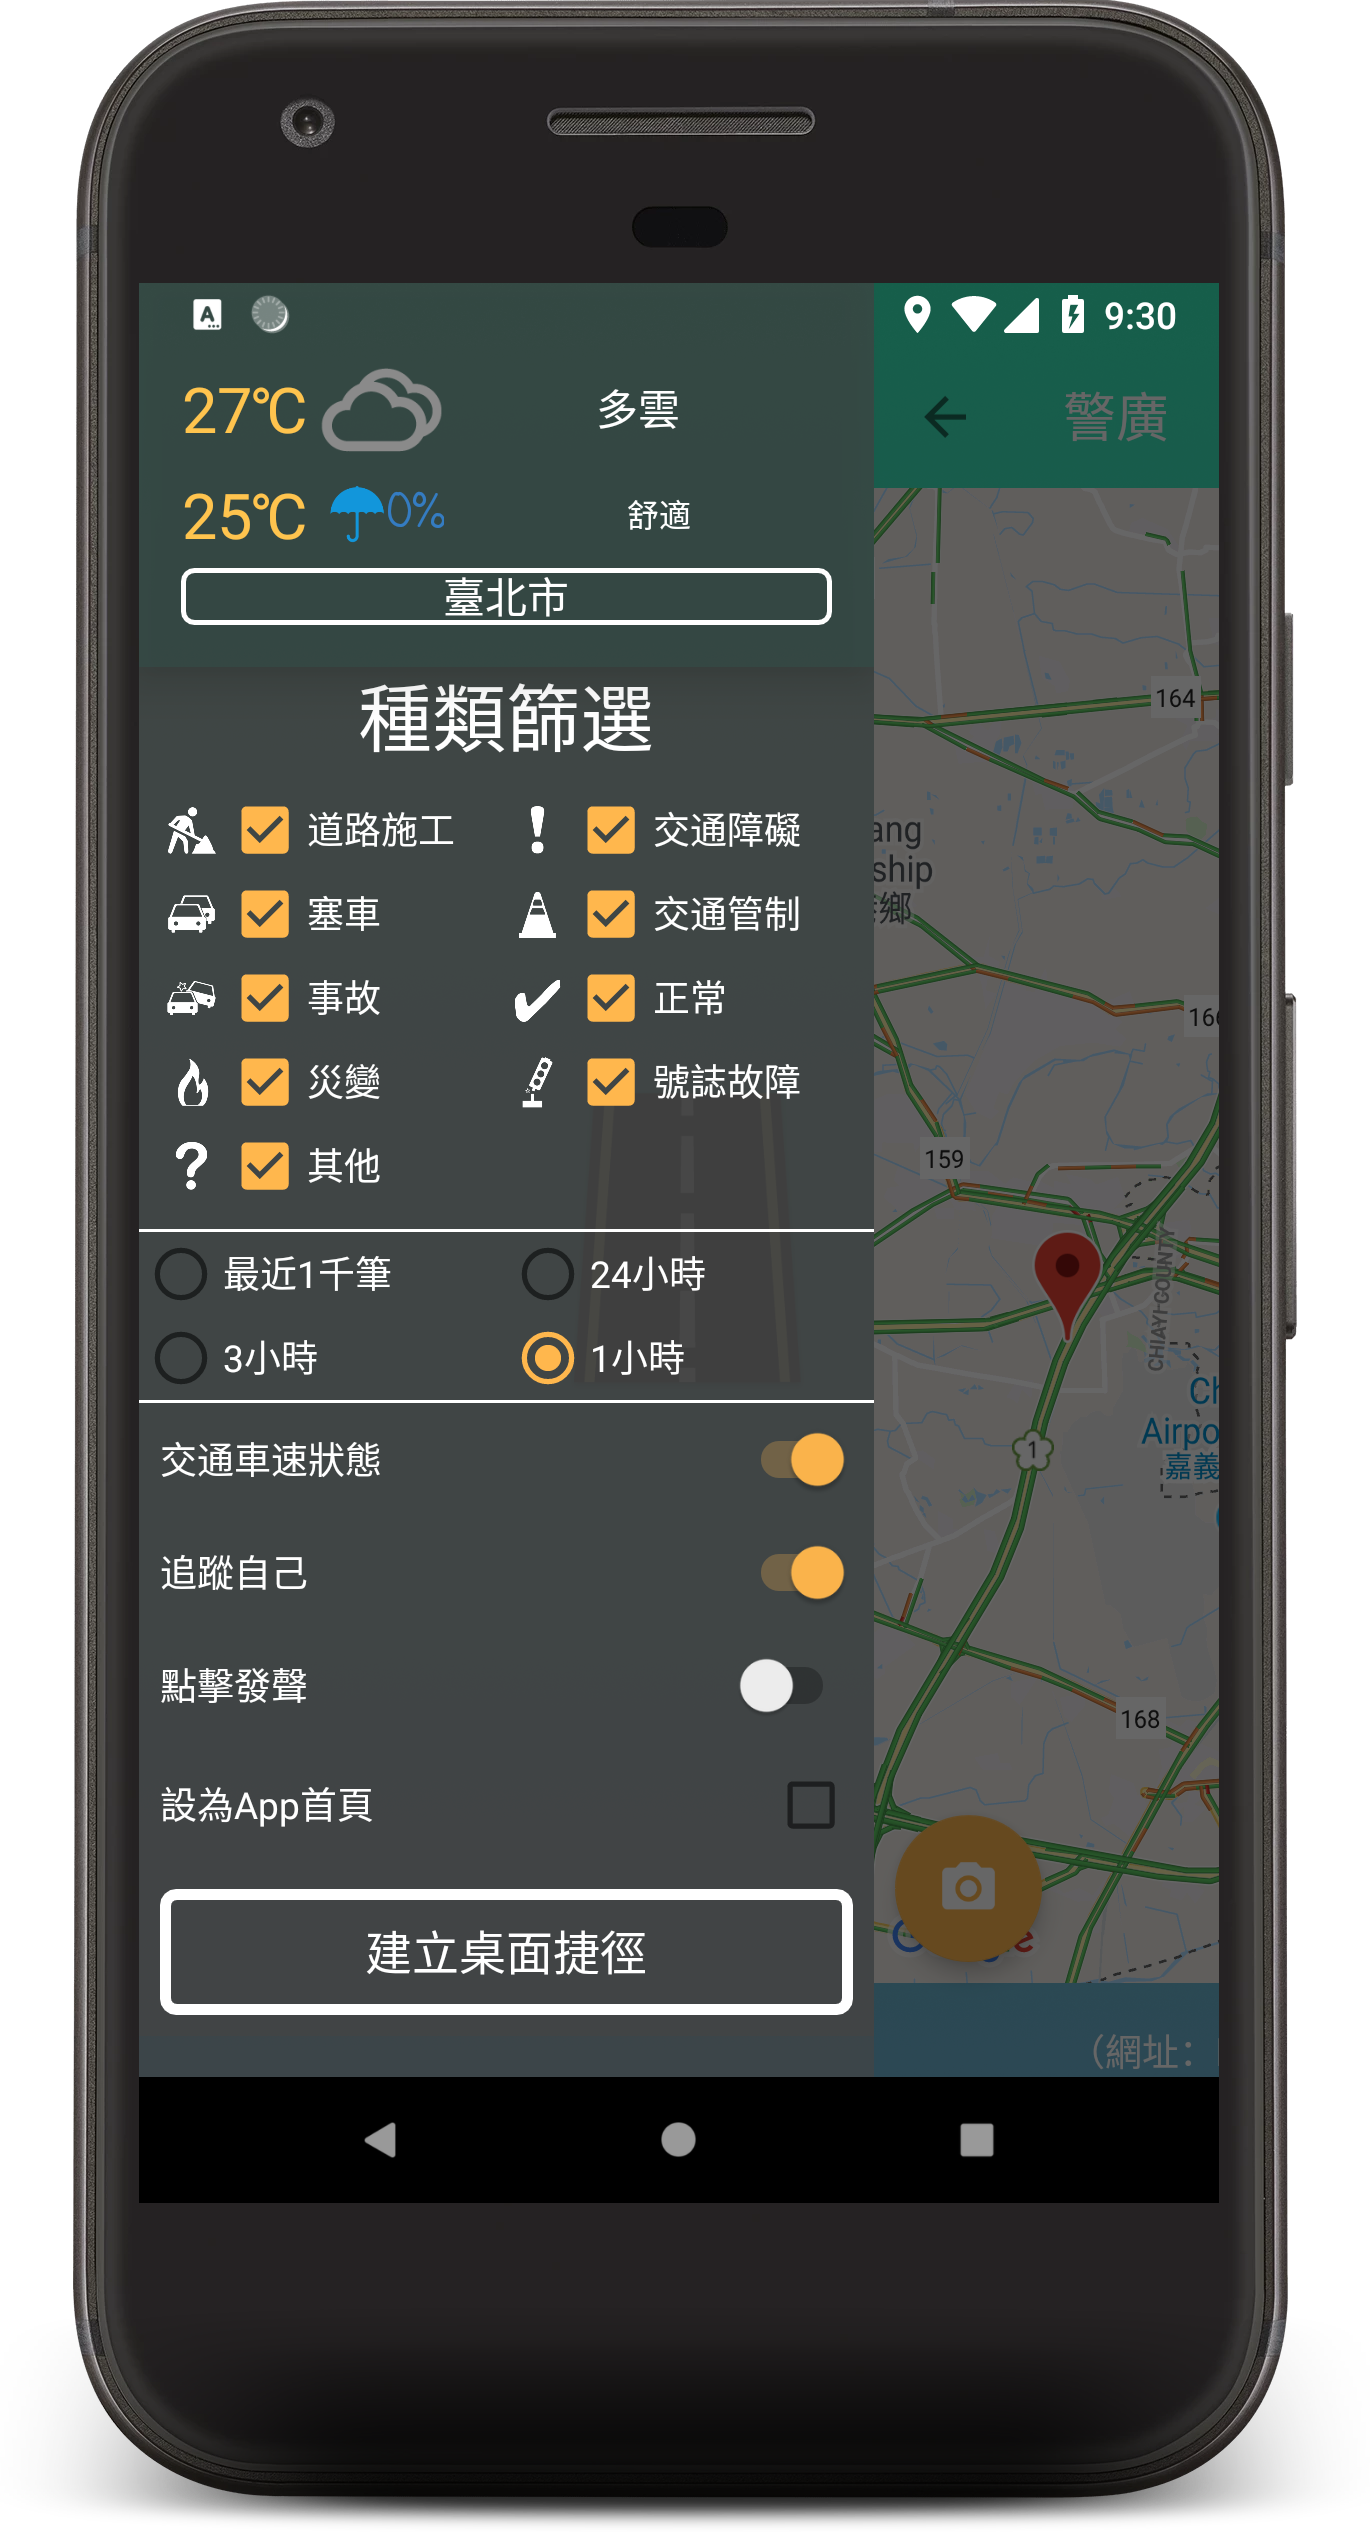 9:30
27℃ 多雲
警廣
25℃ 0% 舒適
臺北市
種類篩選
道路施工 交通障礙
塞車 交通管制
事故 正常
災變 號誌故障
其他
最近1千筆 24小時
3小時 1小時
交通車速狀態
追蹤自己
點擊發聲
設為App首頁
建立桌面捷徑
164
ang
ship
鄉
166
159
CHIAYI COUNTY
Ch
Airpo
嘉義
1
168
(網址: